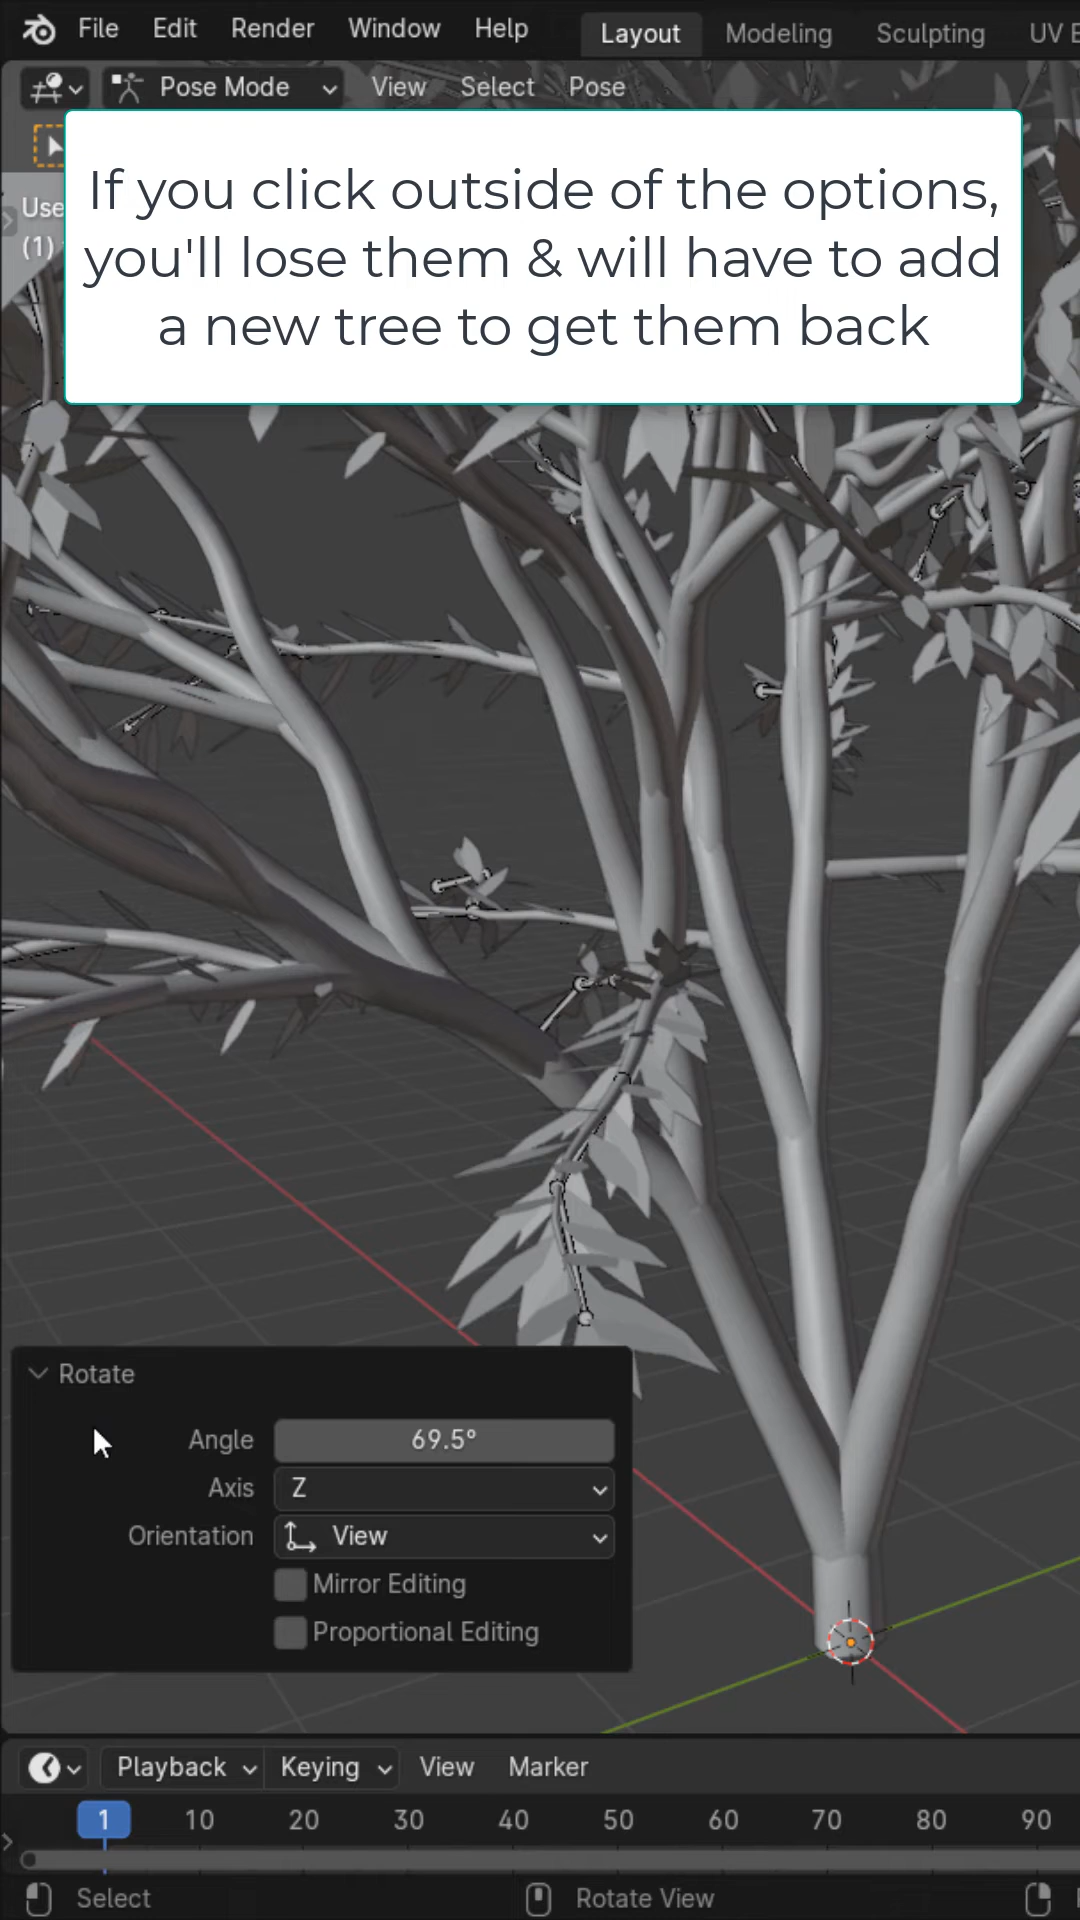 File Edit Render Window Help Layout Modeling Sculpting UV
Pose Mode View Select Pose
Use
(1)
If you click outside of the options,
you'll lose them & will have to add
a new tree to get them back
Rotate
Angle 69.5°
Axis Z
Orientation View
Mirror Editing
Proportional Editing
Playback Keying View Marker
1 10 20 30 40 50 60 70 80 90
Select Rotate View